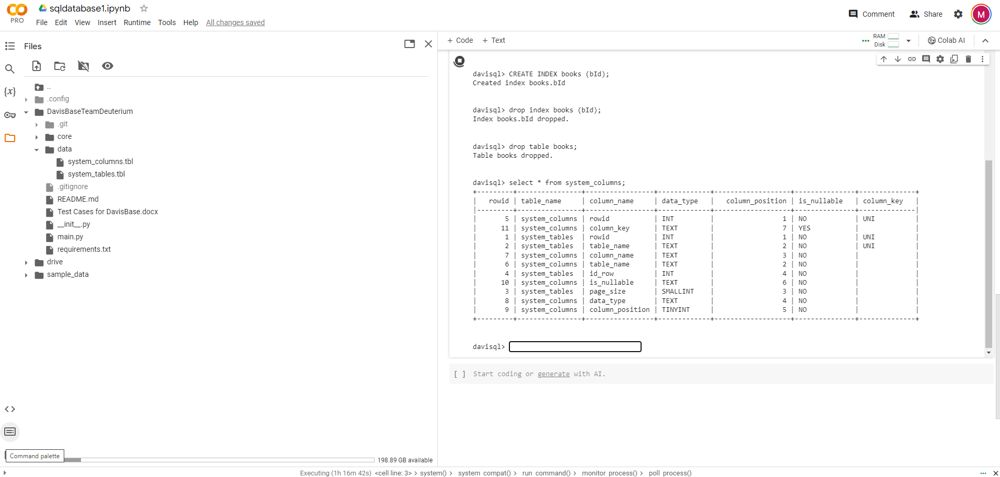 CO PRO
sqldatabase1.ipynb
File Edit View Insert Runtime Tools Help All changes saved
Comment Share M
Files
+ Code + Text
RAM
Disk
Colab AI
{x}
..
.config
DavisBaseTeamDeuterium
.git
core
data
system_columns.tbl
system_tables.tbl
.gitignore
README.md
Test Cases for DavisBase.docx
__init__.py
main.py
requirements.txt
drive
sample_data
Command palette
198.89 GB available
davisql> CREATE INDEX books (bId);
Created index books.bId
davisql> drop index books (bId);
Index books.bId dropped.
davisql> drop table books;
Table books dropped.
davisql> select * from system_columns;
+---------+----------------+-----------------+-------------+-------------------+---------------+--------------+
| rowid | table_name | column_name | data_type | column_position | is_nullable | column_key |
|---------+----------------+-----------------+-------------+-------------------+---------------+--------------|
| 5 | system_columns | rowid | INT | 1 | NO | UNI |
| 11 | system_columns | column_key | TEXT | 7 | YES | |
| 1 | system_tables | rowid | INT | 1 | NO | UNI |
| 2 | system_tables | table_name | TEXT | 2 | NO | UNI |
| 7 | system_columns | column_name | TEXT | 3 | NO | |
| 6 | system_columns | table_name | TEXT | 2 | NO | |
| 4 | system_tables | id_row | INT | 4 | NO | |
| 10 | system_columns | is_nullable | TEXT | 6 | NO | |
| 3 | system_tables | page_size | SMALLINT | 3 | NO | |
| 8 | system_columns | data_type | TEXT | 4 | NO | |
| 9 | system_columns | column_position | TINYINT | 5 | NO | |
+---------+----------------+-----------------+-------------+-------------------+---------------+--------------+
davisql>
[ ] Start coding or generate with AI.
Executing (1h 16m 42s) <cell line: 3> > system() > system compat() > run command() > monitor process() > poll process()